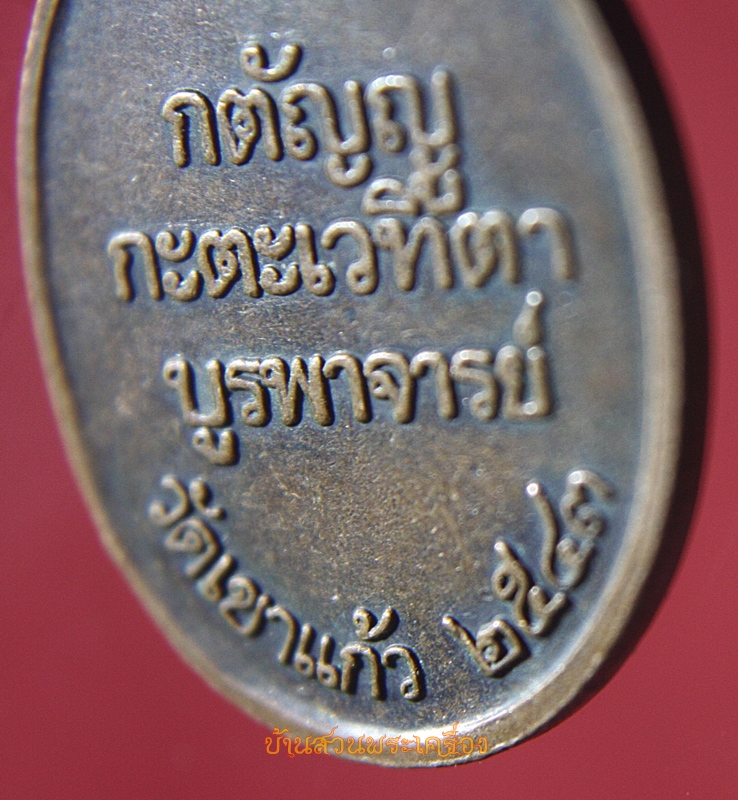 กตัญญู
กะตะเวทิตา
บูรพาจารย์
วัดเขาแก้ว ๒๕๔๓
บ้านสวนพระเครื่อง